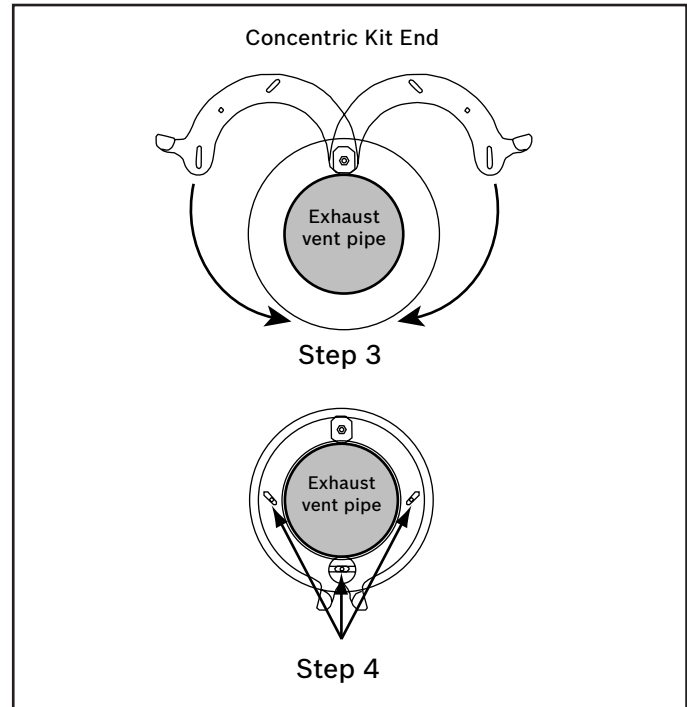 Concentric Kit End
Exhaust
vent pipe
Step 3
Exhaust
vent pipe
Step 4